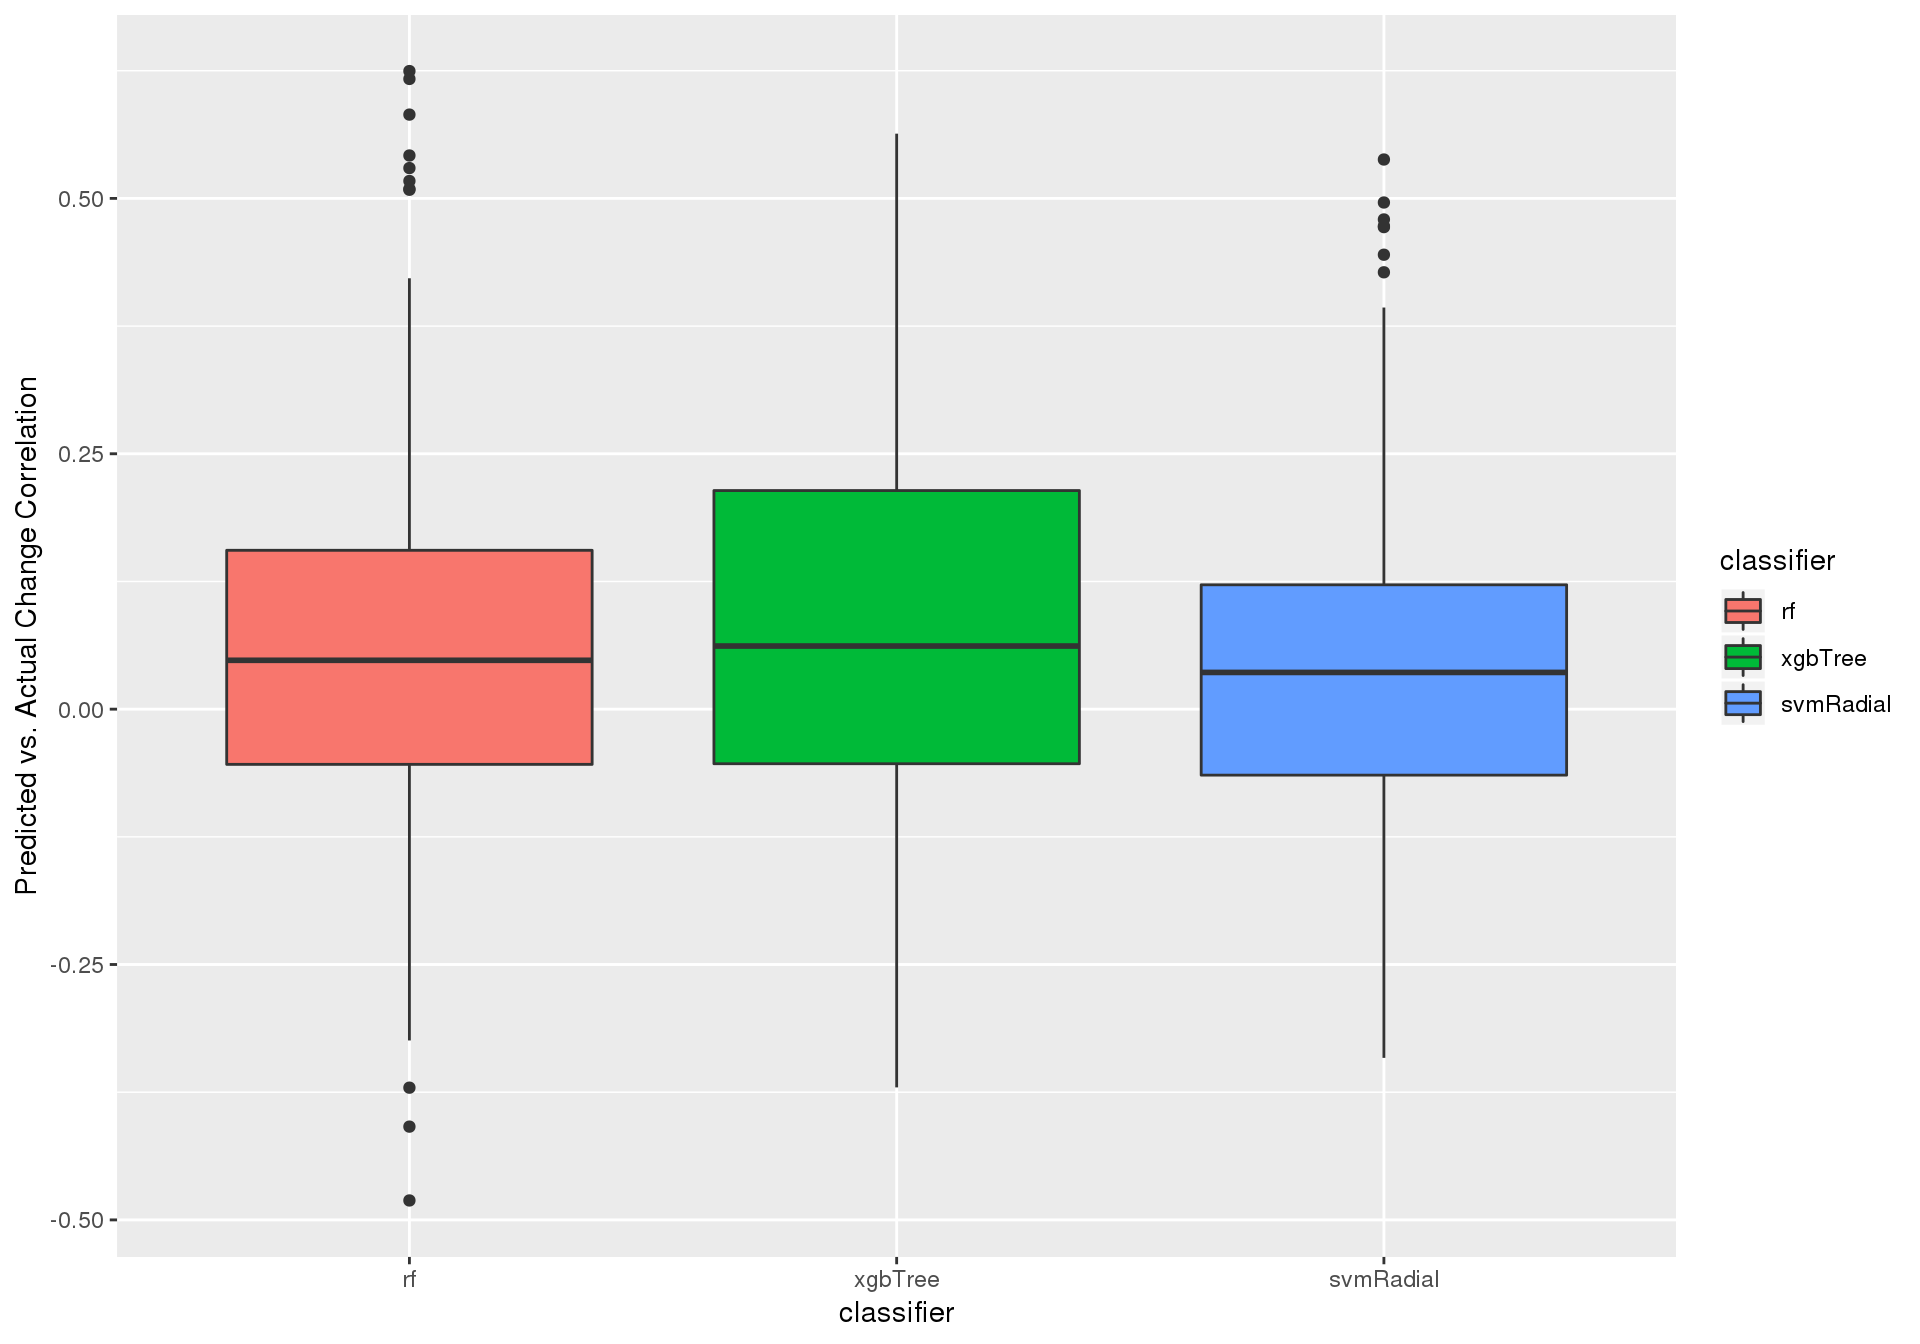 Predicted vs. Actual Change Correlation
0.50
0.25
0.00
-0.25
-0.50
rf
xgbTree
svmRadial
classifier
classifier
rf
xgbTree
svmRadial